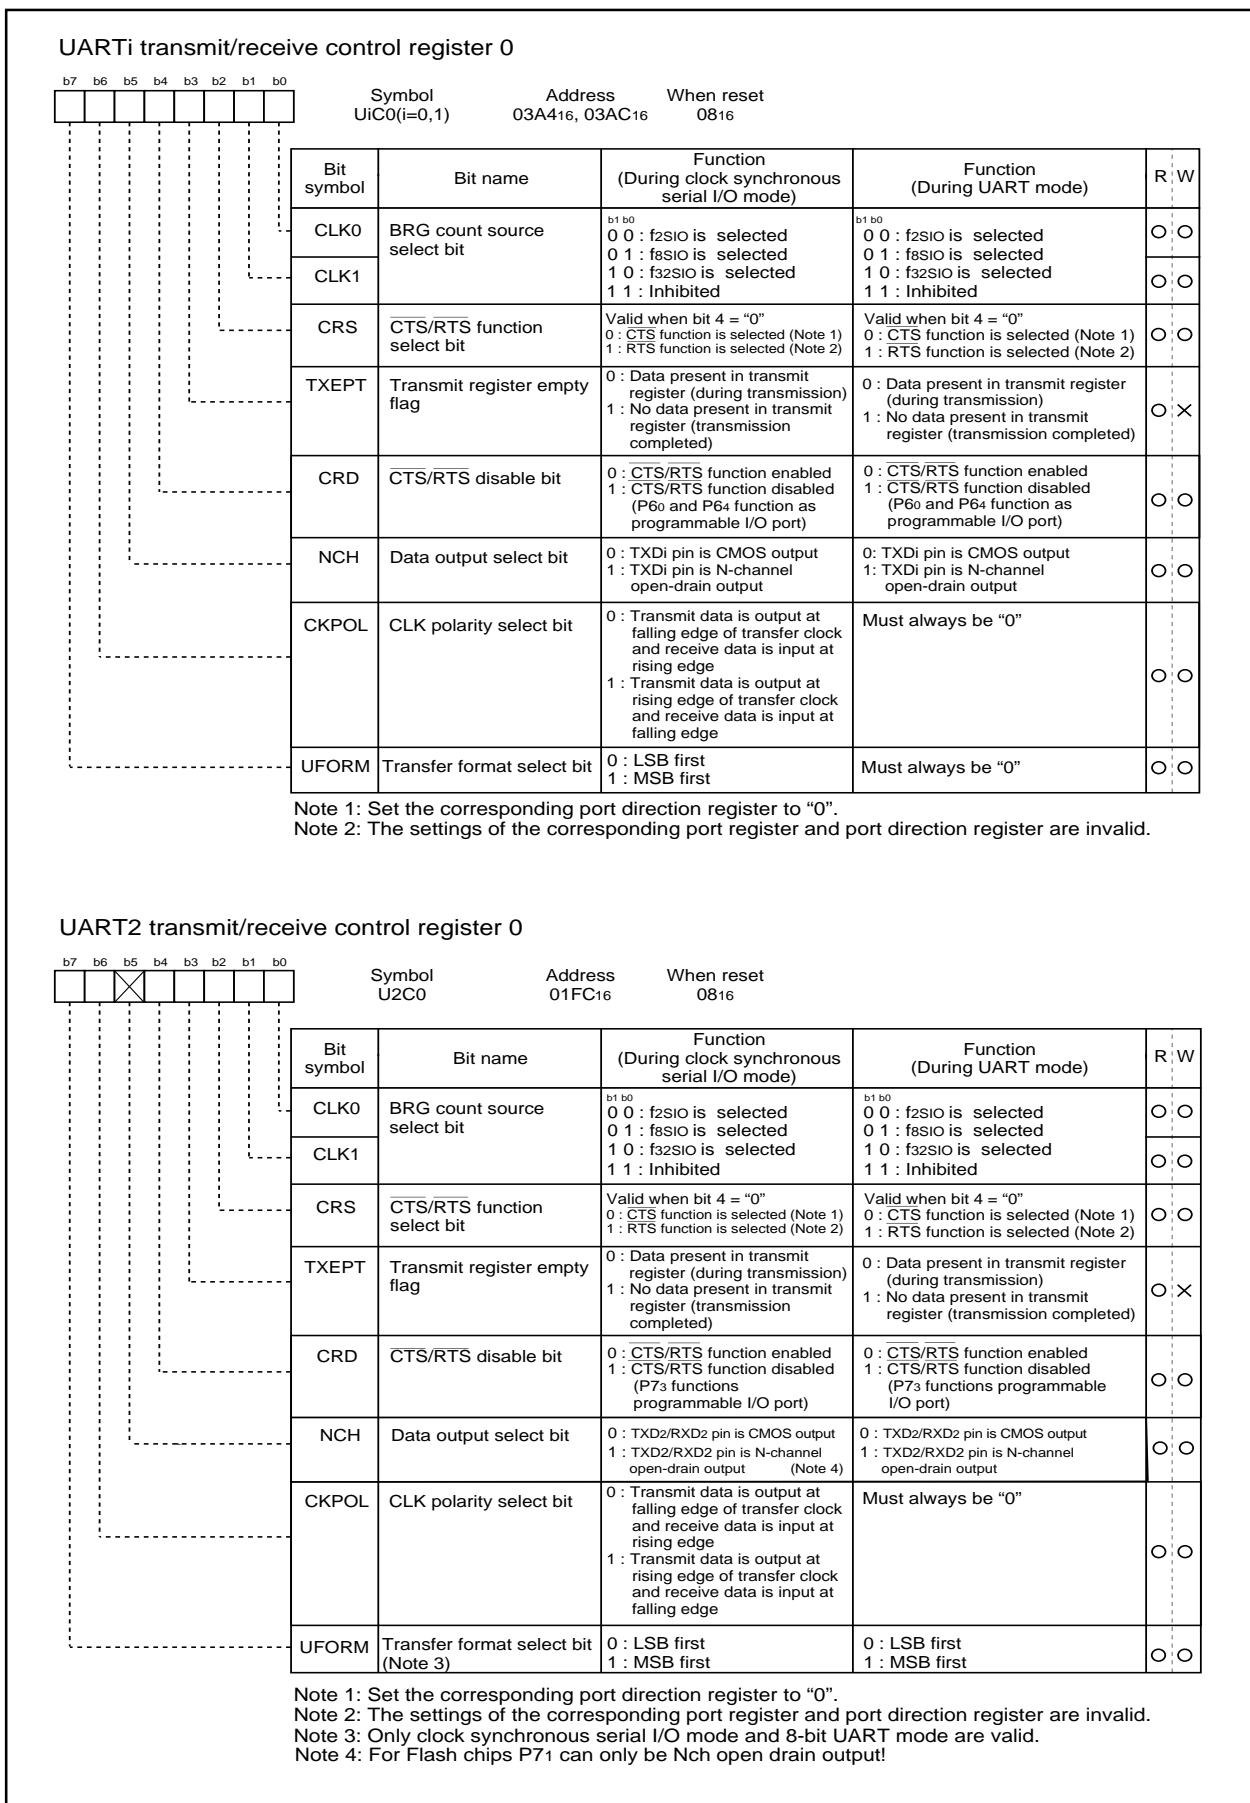 UARTi transmit/receive control register 0
b7 b6 b5 b4 b3 b2 b1 b0
Symbol Address When reset
UiC0(i=0,1) 03A416, 03AC16 0816
Bit symbol Bit name Function (During clock synchronous serial I/O mode) Function (During UART mode) R W
CLK0 BRG count source select bit
CLK1
b1 b0
0 0 : f2SIO is selected
0 1 : f8SIO is selected
1 0 : f32SIO is selected
1 1 : Inhibited
b1 b0
0 0 : f2SIO is selected
0 1 : f8SIO is selected
1 0 : f32SIO is selected
1 1 : Inhibited
CRS CTS/RTS function select bit
Valid when bit 4 = “0”
0 : CTS function is selected (Note 1)
1 : RTS function is selected (Note 2)
Valid when bit 4 = “0”
0 : CTS function is selected (Note 1)
1 : RTS function is selected (Note 2)
TXEPT Transmit register empty flag
0 : Data present in transmit
register (during transmission)
1 : No data present in transmit
register (transmission
completed)
0 : Data present in transmit register
(during transmission)
1 : No data present in transmit
register (transmission completed)
CRD CTS/RTS disable bit
0 : CTS/RTS function enabled
1 : CTS/RTS function disabled
(P60 and P64 function as
programmable I/O port)
0 : CTS/RTS function enabled
1 : CTS/RTS function disabled
(P60 and P64 function as
programmable I/O port)
NCH Data output select bit
0 : TXDi pin is CMOS output
1 : TXDi pin is N-channel
open-drain output
0: TXDi pin is CMOS output
1: TXDi pin is N-channel
open-drain output
CKPOL CLK polarity select bit
0 : Transmit data is output at
falling edge of transfer clock
and receive data is input at
rising edge
1 : Transmit data is output at
rising edge of transfer clock
and receive data is input at
falling edge
Must always be “0”
UFORM Transfer format select bit
0 : LSB first
1 : MSB first
Must always be “0”
Note 1: Set the corresponding port direction register to “0”.
Note 2: The settings of the corresponding port register and port direction register are invalid.
UART2 transmit/receive control register 0
b7 b6 b5 b4 b3 b2 b1 b0
Symbol Address When reset
U2C0 01FC16 0816
Bit symbol Bit name Function (During clock synchronous serial I/O mode) Function (During UART mode) R W
CLK0 BRG count source select bit
CLK1
b1 b0
0 0 : f2SIO is selected
0 1 : f8SIO is selected
1 0 : f32SIO is selected
1 1 : Inhibited
b1 b0
0 0 : f2SIO is selected
0 1 : f8SIO is selected
1 0 : f32SIO is selected
1 1 : Inhibited
CRS CTS/RTS function select bit
Valid when bit 4 = “0”
0 : CTS function is selected (Note 1)
1 : RTS function is selected (Note 2)
Valid when bit 4 = “0”
0 : CTS function is selected (Note 1)
1 : RTS function is selected (Note 2)
TXEPT Transmit register empty flag
0 : Data present in transmit
register (during transmission)
1 : No data present in transmit
register (transmission
completed)
0 : Data present in transmit register
(during transmission)
1 : No data present in transmit
register (transmission completed)
CRD CTS/RTS disable bit
0 : CTS/RTS function enabled
1 : CTS/RTS function disabled
(P73 functions
programmable I/O port)
0 : CTS/RTS function enabled
1 : CTS/RTS function disabled
(P73 functions programmable
I/O port)
NCH Data output select bit
0 : TXD2/RXD2 pin is CMOS output
1 : TXD2/RXD2 pin is N-channel
open-drain output (Note 4)
0 : TXD2/RXD2 pin is CMOS output
1 : TXD2/RXD2 pin is N-channel
open-drain output
CKPOL CLK polarity select bit
0 : Transmit data is output at
falling edge of transfer clock
and receive data is input at
rising edge
1 : Transmit data is output at
rising edge of transfer clock
and receive data is input at
falling edge
Must always be “0”
UFORM Transfer format select bit
(Note 3)
0 : LSB first
1 : MSB first
0 : LSB first
1 : MSB first
Note 1: Set the corresponding port direction register to “0”.
Note 2: The settings of the corresponding port register and port direction register are invalid.
Note 3: Only clock synchronous serial I/O mode and 8-bit UART mode are valid.
Note 4: For Flash chips P71 can only be Nch open drain output!